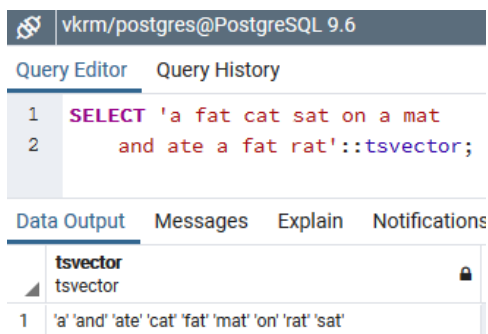 vkrm/postgres@PostgreSQL 9.6
Query Editor Query History
1 SELECT 'a fat cat sat on a mat
2 and ate a fat rat'::tsvector;
Data Output Messages Explain Notifications
tsvector
tsvector
1 'a' 'and' 'ate' 'cat' 'fat' 'mat' 'on' 'rat' 'sat'